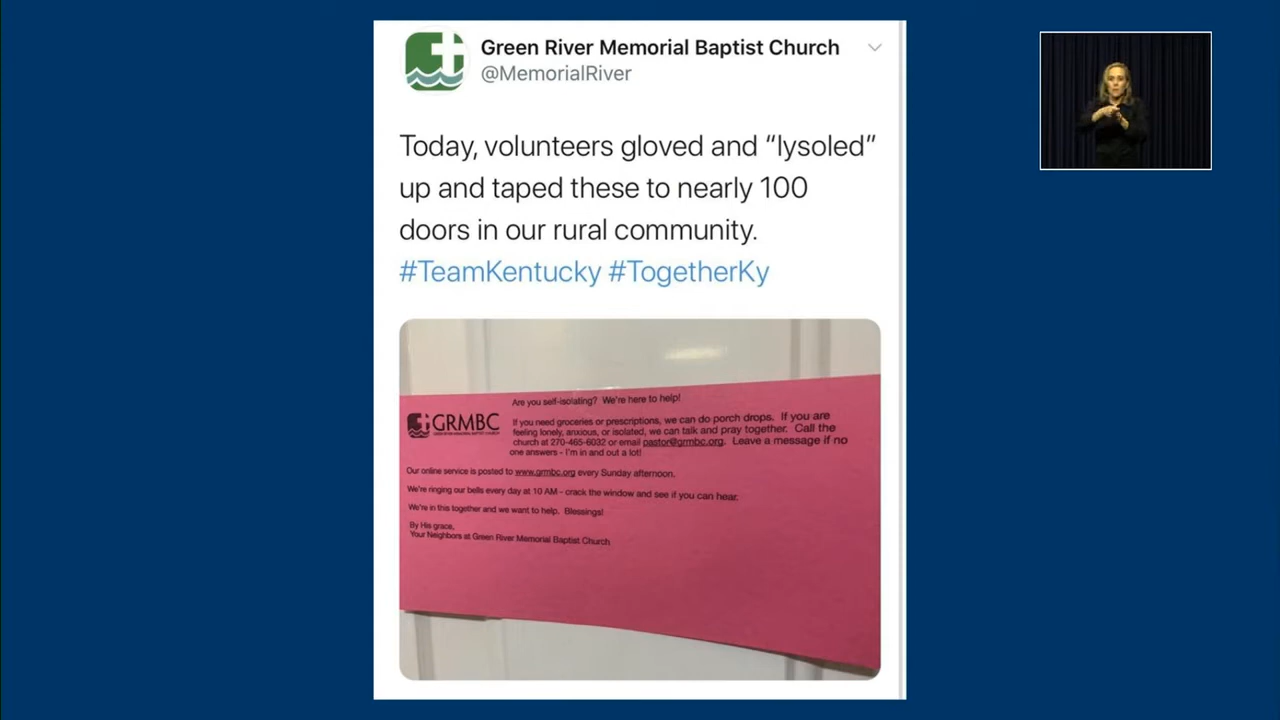 Green River Memorial Baptist Church
@MemorialRiver
Today, volunteers gloved and “lysoled”
up and taped these to nearly 100
doors in our rural community.
#TeamKentucky #TogetherKy
Are you self-isolating? We're here to help!
GRMBC
GREEN RIVER MEMORIAL BAPTIST CHURCH
If you need groceries or prescriptions, we can do porch drops. If you are
feeling lonely, anxious, or isolated, we can talk and pray together. Call the
church at 270-465-6032 or email pastor@grmbc.org. Leave a message if no
one answers - I'm in and out a lot!
Our online service is posted to www.grmbc.org every Sunday afternoon.
We're ringing our bells every day at 10 AM - crack the window and see if you can hear.
We're in this together and we want to help. Blessings!
By His grace,
Your Neighbors at Green River Memorial Baptist Church